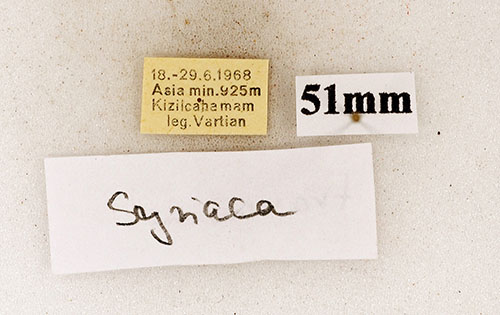 18.-29.6.1968
Asia min.925m
Kizilcahamam
leg.Vartian
51mm
Syriaca